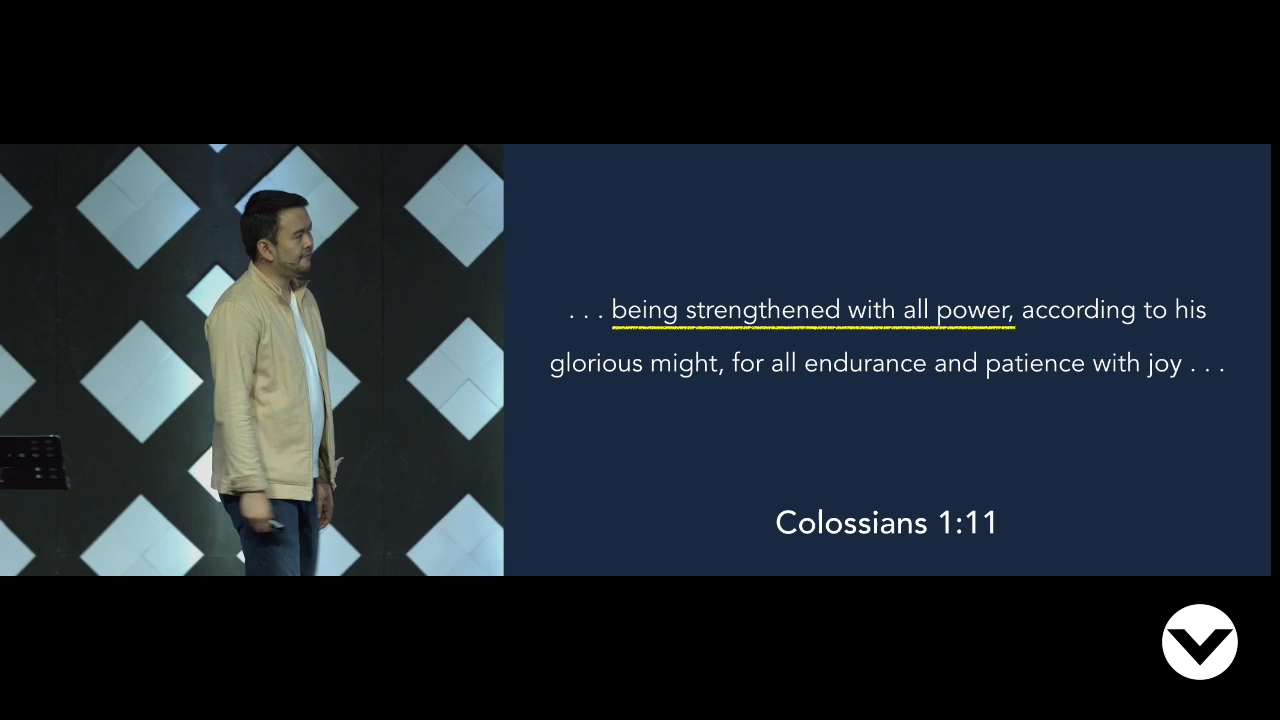 . . . being strengthened with all power, according to his
glorious might, for all endurance and patience with joy . . .
Colossians 1:11